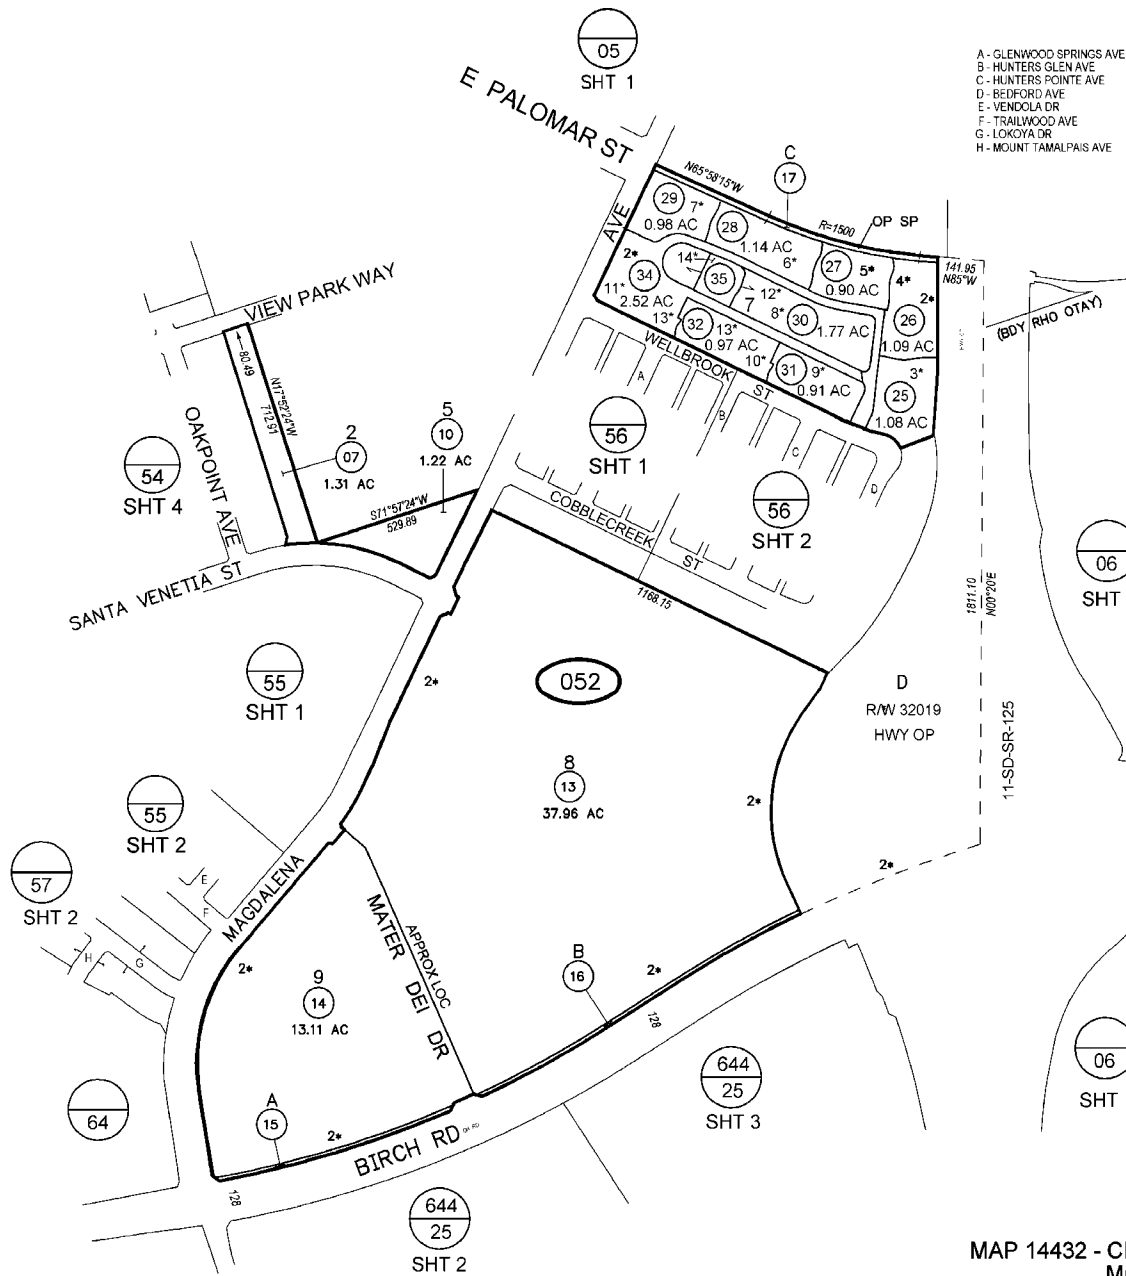 05
SHT 1
A - GLENWOOD SPRINGS AVE
B - HUNTERS GLEN AVE
C - HUNTERS POINTE AVE
D - BEDFORD AVE
E - VENDOLA DR
F - TRAILWOOD AVE
G - LOKOYA DR
H - MOUNT TAMALPAIS AVE
E PALOMAR ST
N65°58'15"W
C
17
R=1500
OP SP
AVE
29
7*
0.98 AC
28
1.14 AC
6*
27
5*
0.90 AC
4*
2*
26
1.09 AC
141.95
N85°W
(BDY RHO OTAY)
2*
34
11*
2.52 AC
13*
14*
35
7
12*
8*
30
1.77 AC
32
13*
0.97 AC
10*
31
9*
0.91 AC
3*
25
1.08 AC
WELLBROOK ST
A
B
C
D
VIEW PARK WAY
80.49
N17°52'24"W
712.91
OAKPOINT AVE
2
07
1.31 AC
5
10
1.22 AC
S71°57'24"W
529.89
54
SHT 4
56
SHT 1
56
SHT 2
COBBLECREEK ST
1168.15
SANTA VENETIA ST
1811.10
N00°20'E
06
SHT
55
SHT 1
2*
052
D
R/W 32019
HWY OP
11-SD-SR-125
8
13
37.96 AC
2*
2*
55
SHT 2
57
SHT 2
E
F
G
H
MAGDALENA
MATER DEI DR
APPROX LOC
2*
9
14
13.11 AC
B
16
2*
128
64
A
15
2*
BIRCH RD
128
644
25
SHT 3
06
SHT
644
25
SHT 2
MAP 14432 - C